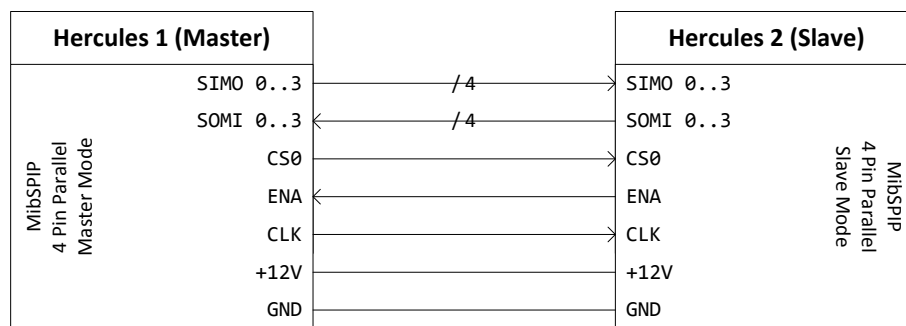 Hercules 1 (Master)
Hercules 2 (Slave)
MibSPIP
4 Pin Parallel
Master Mode
SIMO 0..3
/ 4
SIMO 0..3
SOMI 0..3
/ 4
SOMI 0..3
CS0
CS0
ENA
ENA
CLK
CLK
+12V
+12V
GND
GND
MibSPIP
4 Pin Parallel
Slave Mode